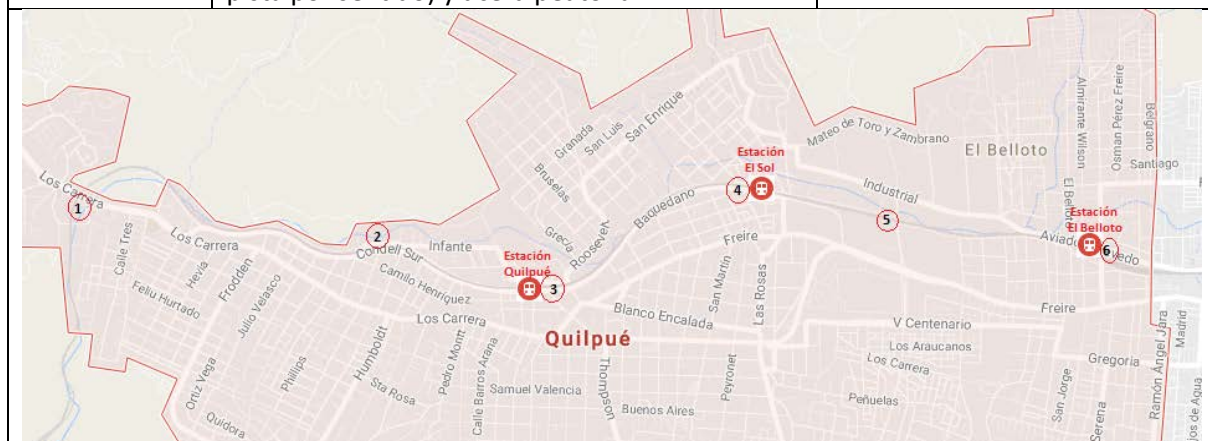 Los Carrera
1
Calle Tres
Los Carrera
Hevia
Feliu Hurtado
Frodden
Julio Velasco
2
Condell Sur
Infante
Camilo Henríquez
Los Carrera
Humboldt
Phillips
Ortiz Vega
Quidora
Sta Rosa
Pedro Montt
Calle Barros Arana
Granada
San Luis
San Enrique
Bruselas
Grecia
Roosevelt
Estación
Quilpué
3
Quilpué
Samuel Valencia
Thompson
Blanco Encalada
Buenos Aires
Baquedano
Estación
El Sol
4
Freire
San Martín
Las Rosas
Peyronet
Mateo de Toro y Zambrano
Industrial
5
El Belloto
V Centenario
Los Araucanos
Los Carrera
Peñuelas
Almirante Wilson
Osman Pérez Freire
Belgrano
Santiago
El Belloto
Estación
El Belloto
6
Freire
Gregoria
San Jorge
Serena
Ramón Ángel Jara
Madrid